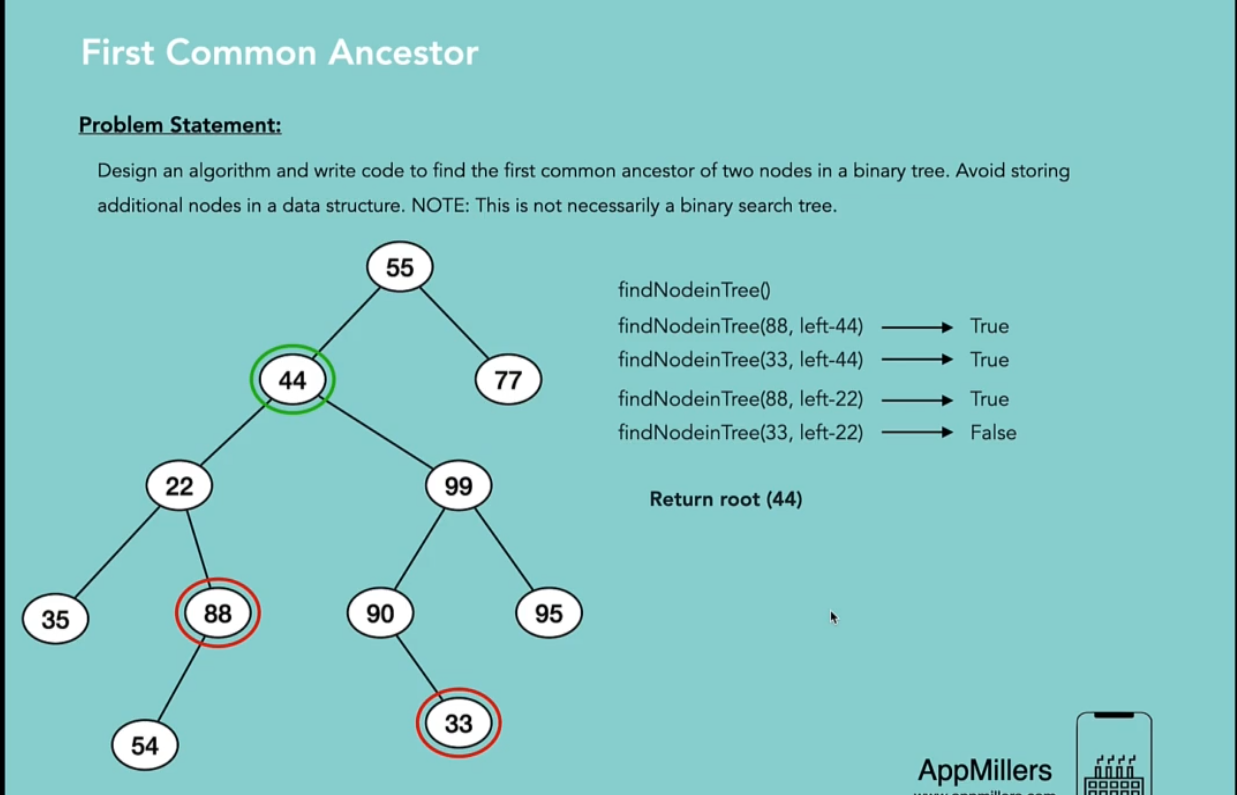 First Common Ancestor
Problem Statement:
Design an algorithm and write code to find the first common ancestor of two nodes in a binary tree. Avoid storing
additional nodes in a data structure. NOTE: This is not necessarily a binary search tree.
55
44
77
22
99
35
88
90
95
54
33
findNodeinTree()
findNodeinTree(88, left-44) True
findNodeinTree(33, left-44) True
findNodeinTree(88, left-22) True
findNodeinTree(33, left-22) False
Return root (44)
AppMillers
www.appmillers.com